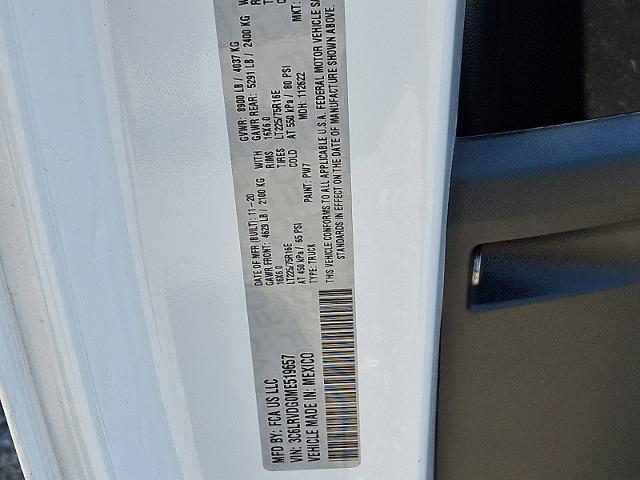 MFD BY: FCA US LLC
VIN: 3C6LRVDG0ME519657
VEHICLE MADE IN: MEXICO
DATE OF MFR (BUILT): 11-20
GVWR: 8900 LB / 4037 KG
GAWR FRONT: 4629 LB / 2100 KG WITH
GAWR REAR: 5291 LB / 2400 KG
16X6.0 RIMS 16X6.0
LT225/75R16E TIRES LT225/75R16E
AT 450 kPa / 65 PSI COLD AT 550 kPa / 80 PSI
TYPE: TRUCK PAINT: PW7 MDH: 112622 MKT:
THIS VEHICLE CONFORMS TO ALL APPLICABLE U.S.A. FEDERAL MOTOR VEHICLE
STANDARDS IN EFFECT ON THE DATE OF MANUFACTURE SHOWN ABOVE.